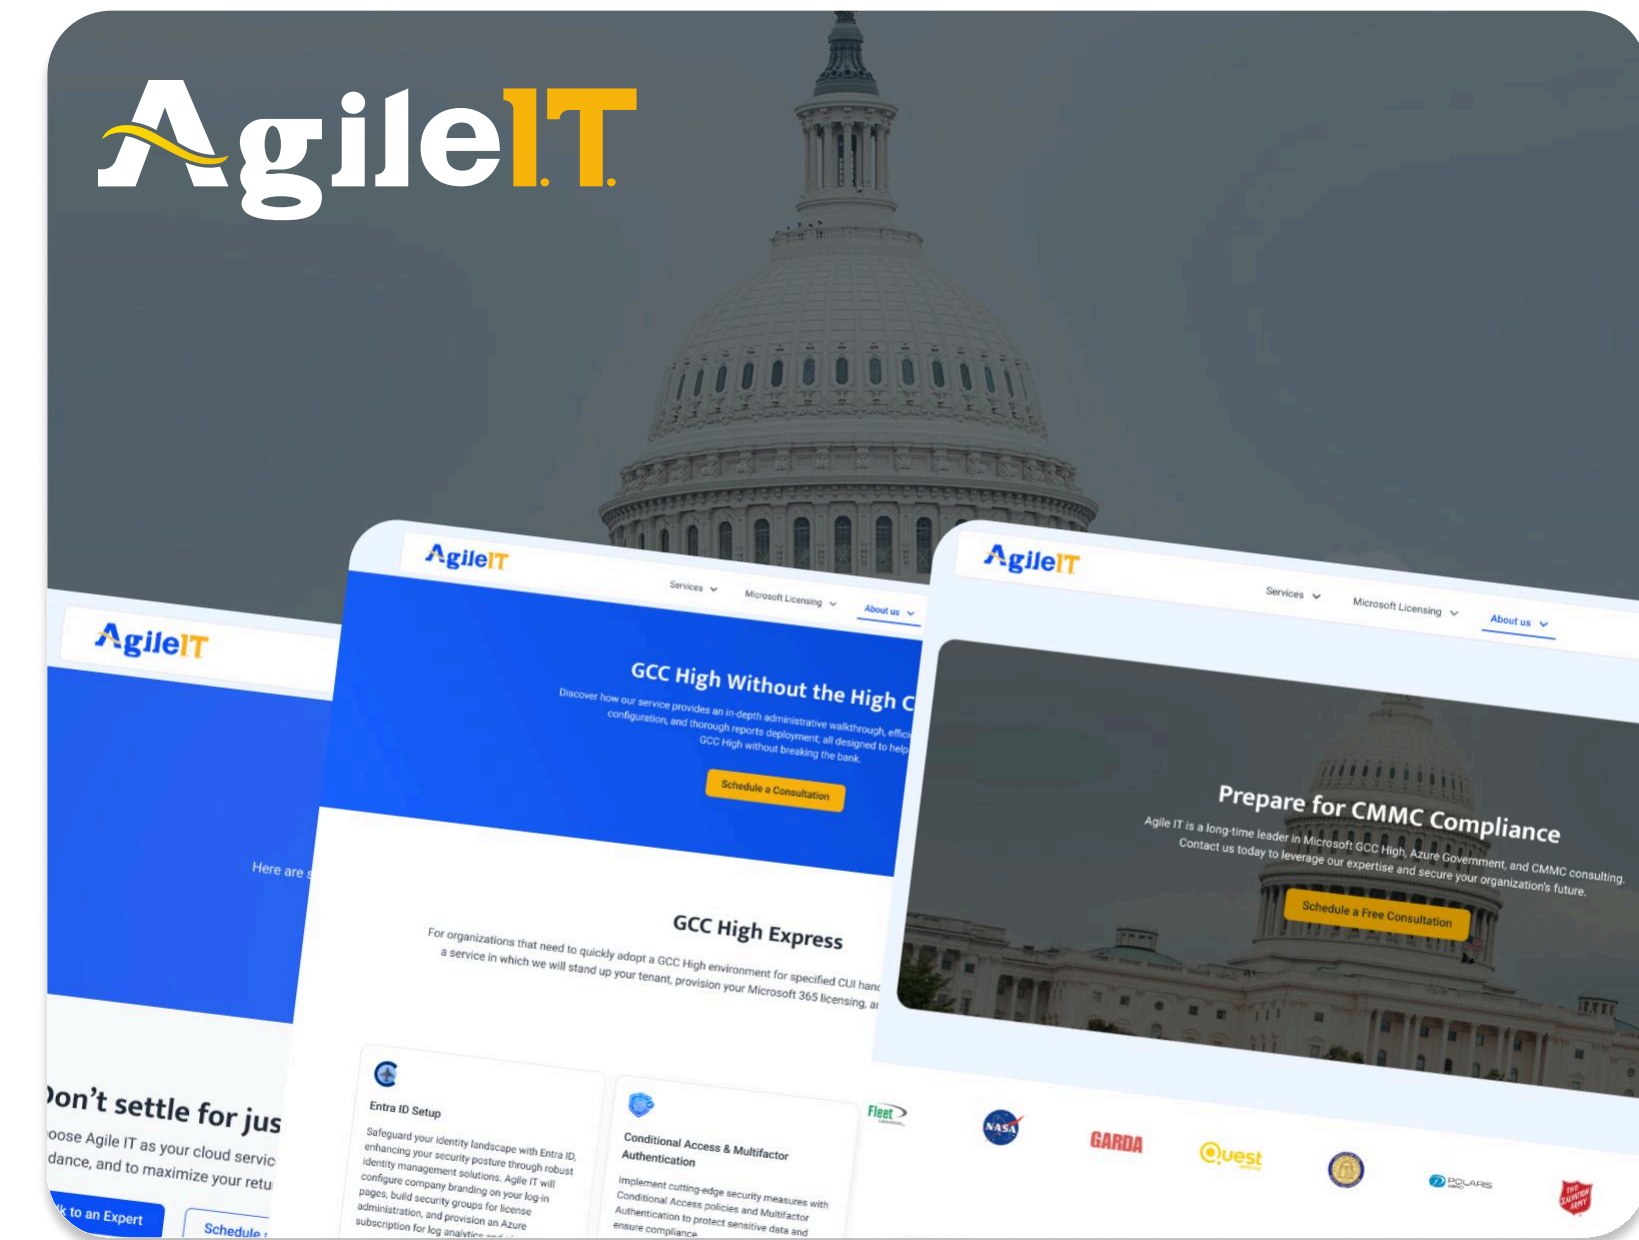 AgileI.T.
AgileIT
Here are
Don't settle for jus
oose Agile IT as your cloud servic
dance, and to maximize your retu
to an Expert
Schedule
AgileIT
Services
Microsoft Licensing
About us
GCC High Without the High C
Discover how our service provides an in-depth administrative walkthrough, effici
configuration, and thorough reports deployment; all designed to help
GCC High without breaking the bank.
Schedule a Consultation
GCC High Express
For organizations that need to quickly adopt a GCC High environment for specified CUI hand
a service in which we will stand up your tenant, provision your Microsoft 365 licensing, a
Entra ID Setup
Safeguard your identity landscape with Entra ID,
enhancing your security posture through robust
identity management solutions. Agile IT will
configure company branding on your log-in
pages, build security groups for license
administration, and provision an Azure
subscription for log analytics and
Conditional Access & Multifactor
Authentication
Implement cutting-edge security measures with
Conditional Access policies and Multifactor
Authentication to protect sensitive data and
ensure compliance.
AgileIT
Services
Microsoft Licensing
About us
Prepare for CMMC Compliance
Agile IT is a long-time leader in Microsoft GCC High, Azure Government, and CMMC consulting.
Contact us today to leverage our expertise and secure your organization's future.
Schedule a Free Consultation
Fleet
NASA
GARDA
Quest
POLARIS
THE
SALVATION
ARMY